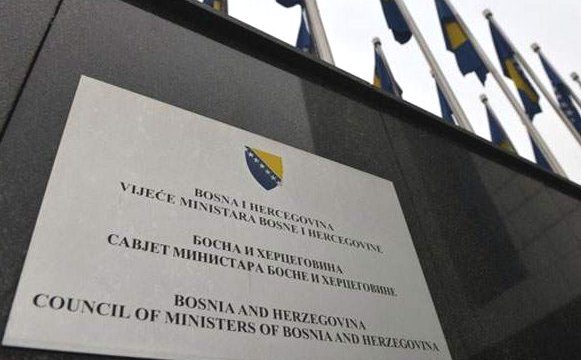 BOSNA I HERCEGOVINA
VIJEĆE MINISTARA BOSNE I HERCEGOVINE
БОСНА И ХЕРЦЕГОВИНА
САВЈЕТ МИНИСТАРА БОСНЕ И ХЕРЦЕГОВИНЕ
BOSNIA AND HERZEGOVINA
COUNCIL OF MINISTERS OF BOSNIA AND HERZEGOVINA